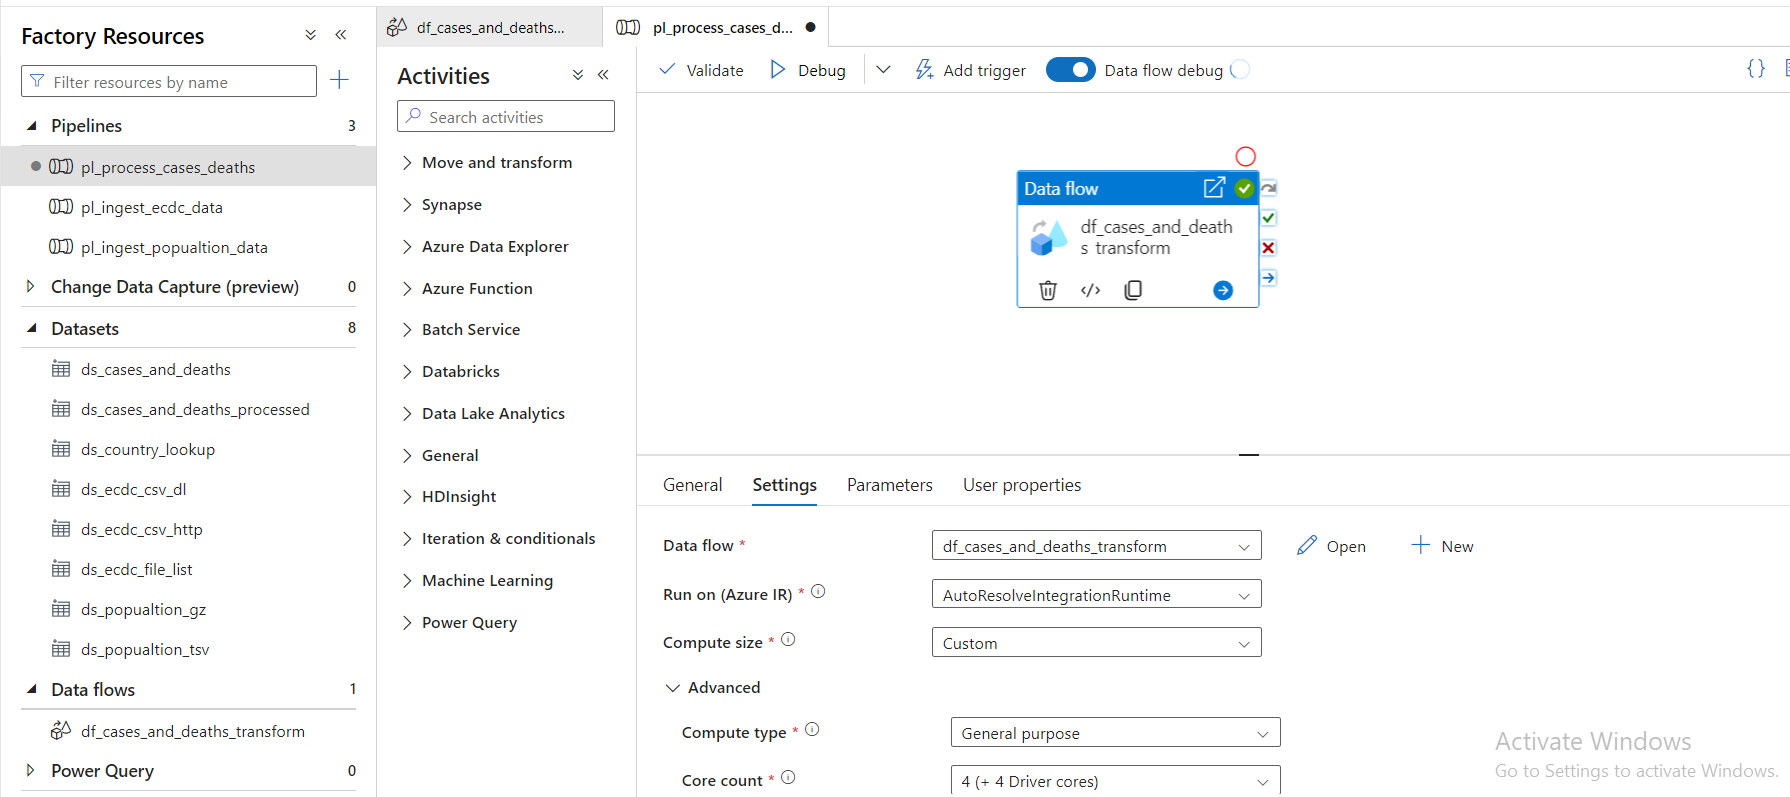 Factory Resources
Filter resources by name
Pipelines 3
pl_process_cases_deaths
pl_ingest_ecdc_data
pl_ingest_popualtion_data
Change Data Capture (preview) 0
Datasets 8
ds_cases_and_deaths
ds_cases_and_deaths_processed
ds_country_lookup
ds_ecdc_csv_dl
ds_ecdc_csv_http
ds_ecdc_file_list
ds_popualtion_gz
ds_popualtion_tsv
Data flows 1
df_cases_and_deaths_transform
Power Query 0
df_cases_and_deaths...
pl_process_cases_d...
Activities
Search activities
Move and transform
Synapse
Azure Data Explorer
Azure Function
Batch Service
Databricks
Data Lake Analytics
General
HDInsight
Iteration & conditionals
Machine Learning
Power Query
Validate Debug Add trigger Data flow debug {}
Data flow
df_cases_and_death
s transform
</>
General Settings Parameters User properties
Data flow * df_cases_and_deaths_transform Open New
Run on (Azure IR) * AutoResolveIntegrationRuntime
Compute size * Custom
Advanced
Compute type * General purpose
Core count * 4 (+ 4 Driver cores)
Activate Windows
Go to Settings to activate Windows.